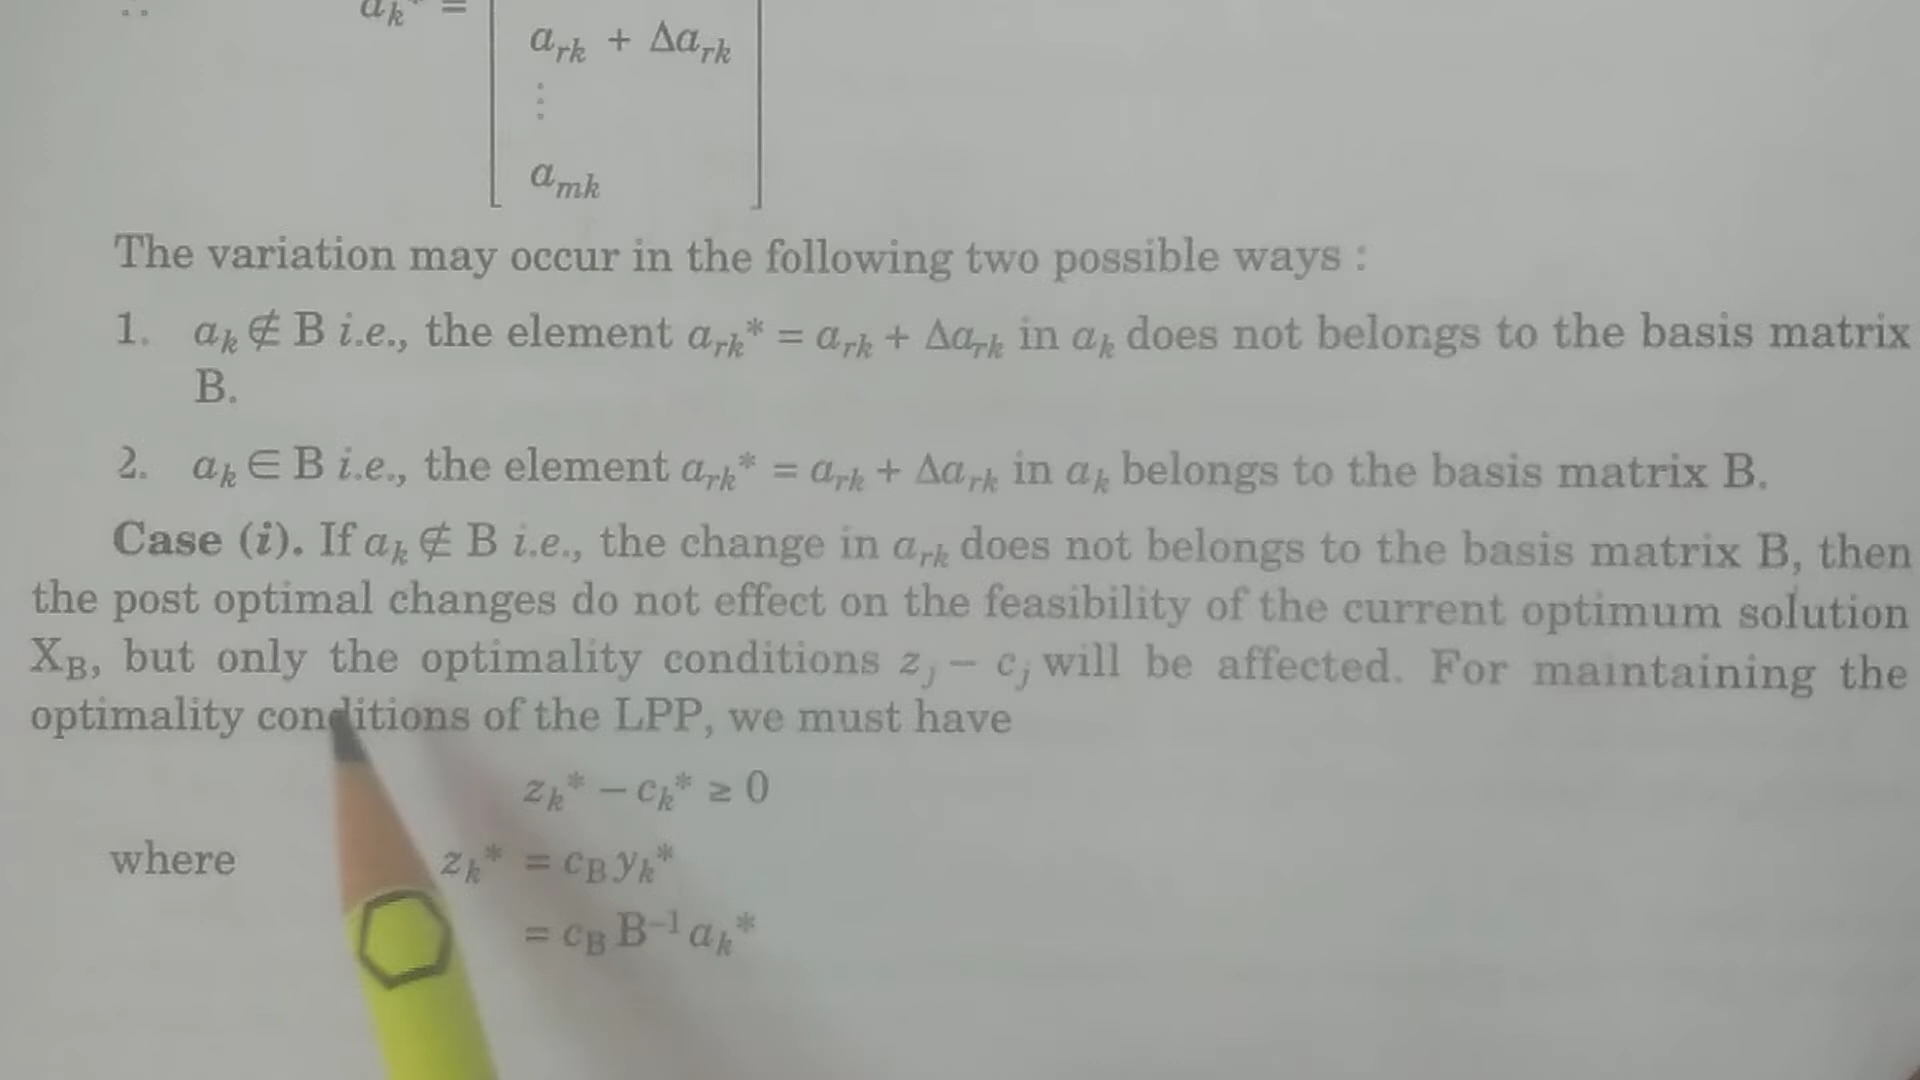 ∴ a_k* =
a_rk + Δa_rk
⋮
a_mk
The variation may occur in the following two possible ways :
1. a_k ∉ B i.e., the element a_rk* = a_rk + Δa_rk in a_k does not belongs to the basis matrix
B.
2. a_k ∈ B i.e., the element a_rk* = a_rk + Δa_rk in a_k belongs to the basis matrix B.
Case (i). If a_k ∉ B i.e., the change in a_rk does not belongs to the basis matrix B, then
the post optimal changes do not effect on the feasibility of the current optimum solution
X_B, but only the optimality conditions z_j – c_j will be affected. For maintaining the
optimality conditions of the LPP, we must have
z_k* – c_k* ≥ 0
where z_k* = c_B y_k*
= c_B B⁻¹ a_k*